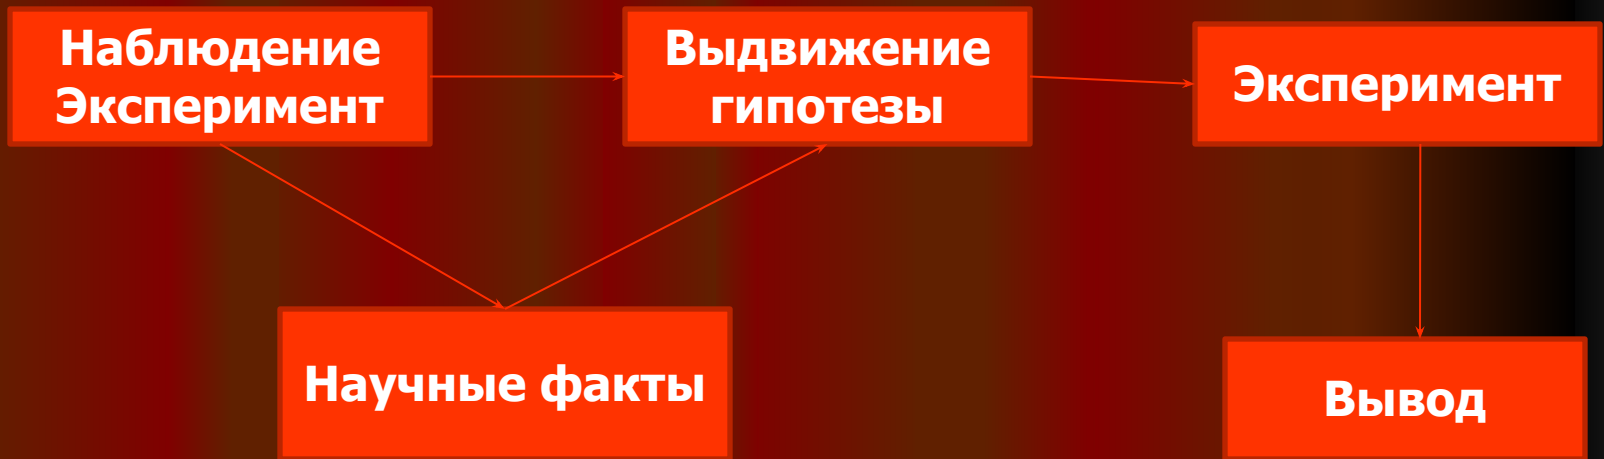 Наблюдение
Эксперимент
Выдвижение
гипотезы
Эксперимент
Научные факты
Вывод